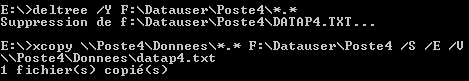 E:\>deltree /Y F:\Datauser\Poste4\*.*
Suppression de F:\Datauser\Poste4\DATAP4.TXT...
E:\>xcopy \\Poste4\Donnees\*.* F:\Datauser\Poste4 /S /E /V
\\Poste4\Donnees\datap4.txt
1 fichier(s) copié(s)